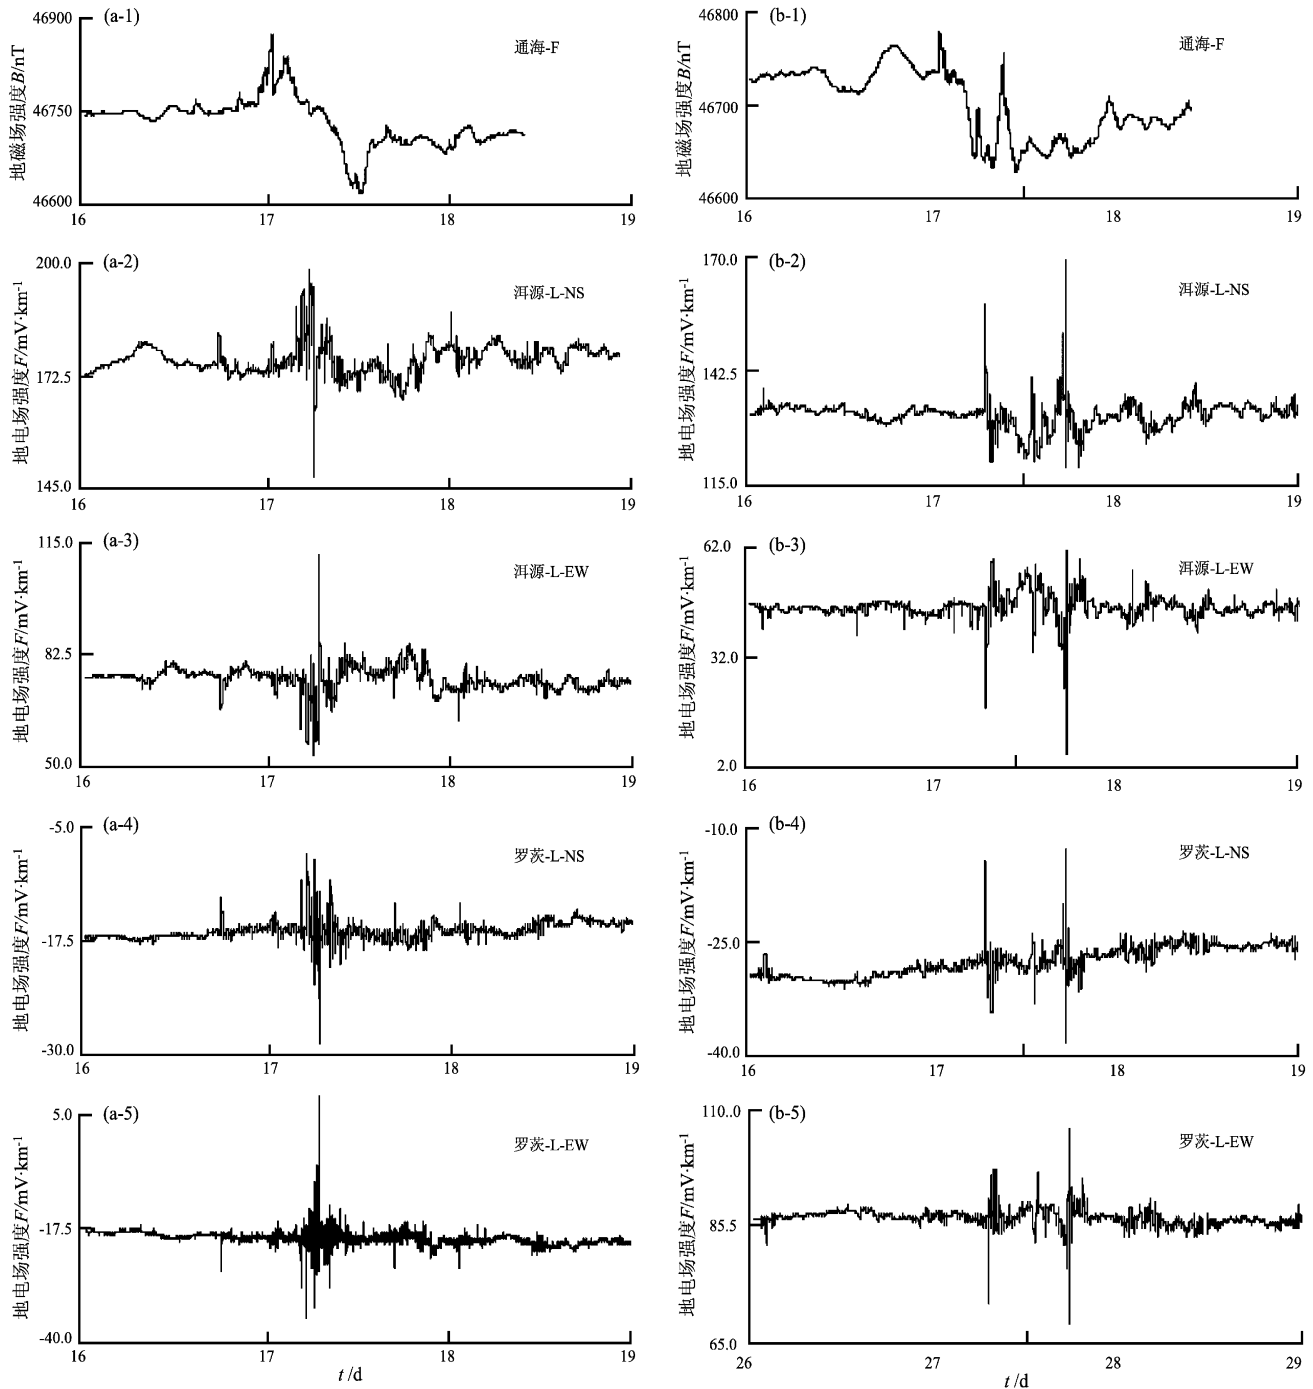 (a-1)
46900
46750
46600
地磁场强度B/nT
通海-F
16 17 18 19
(b-1)
46800
46700
46600
地磁场强度B/nT
通海-F
16 17 18 19
(a-2)
200.0
172.5
145.0
地电场强度F/mV·km⁻¹
洱源-L-NS
16 17 18 19
(b-2)
170.0
142.5
115.0
地电场强度F/mV·km⁻¹
洱源-L-NS
16 17 18 19
(a-3)
115.0
82.5
50.0
地电场强度F/mV·km⁻¹
洱源-L-EW
16 17 18 19
(b-3)
62.0
32.0
2.0
地电场强度F/mV·km⁻¹
洱源-L-EW
16 17 18 19
(a-4)
-5.0
-17.5
-30.0
地电场强度F/mV·km⁻¹
罗茨-L-NS
16 17 18 19
(b-4)
-10.0
-25.0
-40.0
地电场强度F/mV·km⁻¹
罗茨-L-NS
16 17 18 19
(a-5)
5.0
-17.5
-40.0
地电场强度F/mV·km⁻¹
罗茨-L-EW
16 17 18 19
t /d
(b-5)
110.0
85.5
65.0
地电场强度F/mV·km⁻¹
罗茨-L-EW
26 27 28 29
t /d